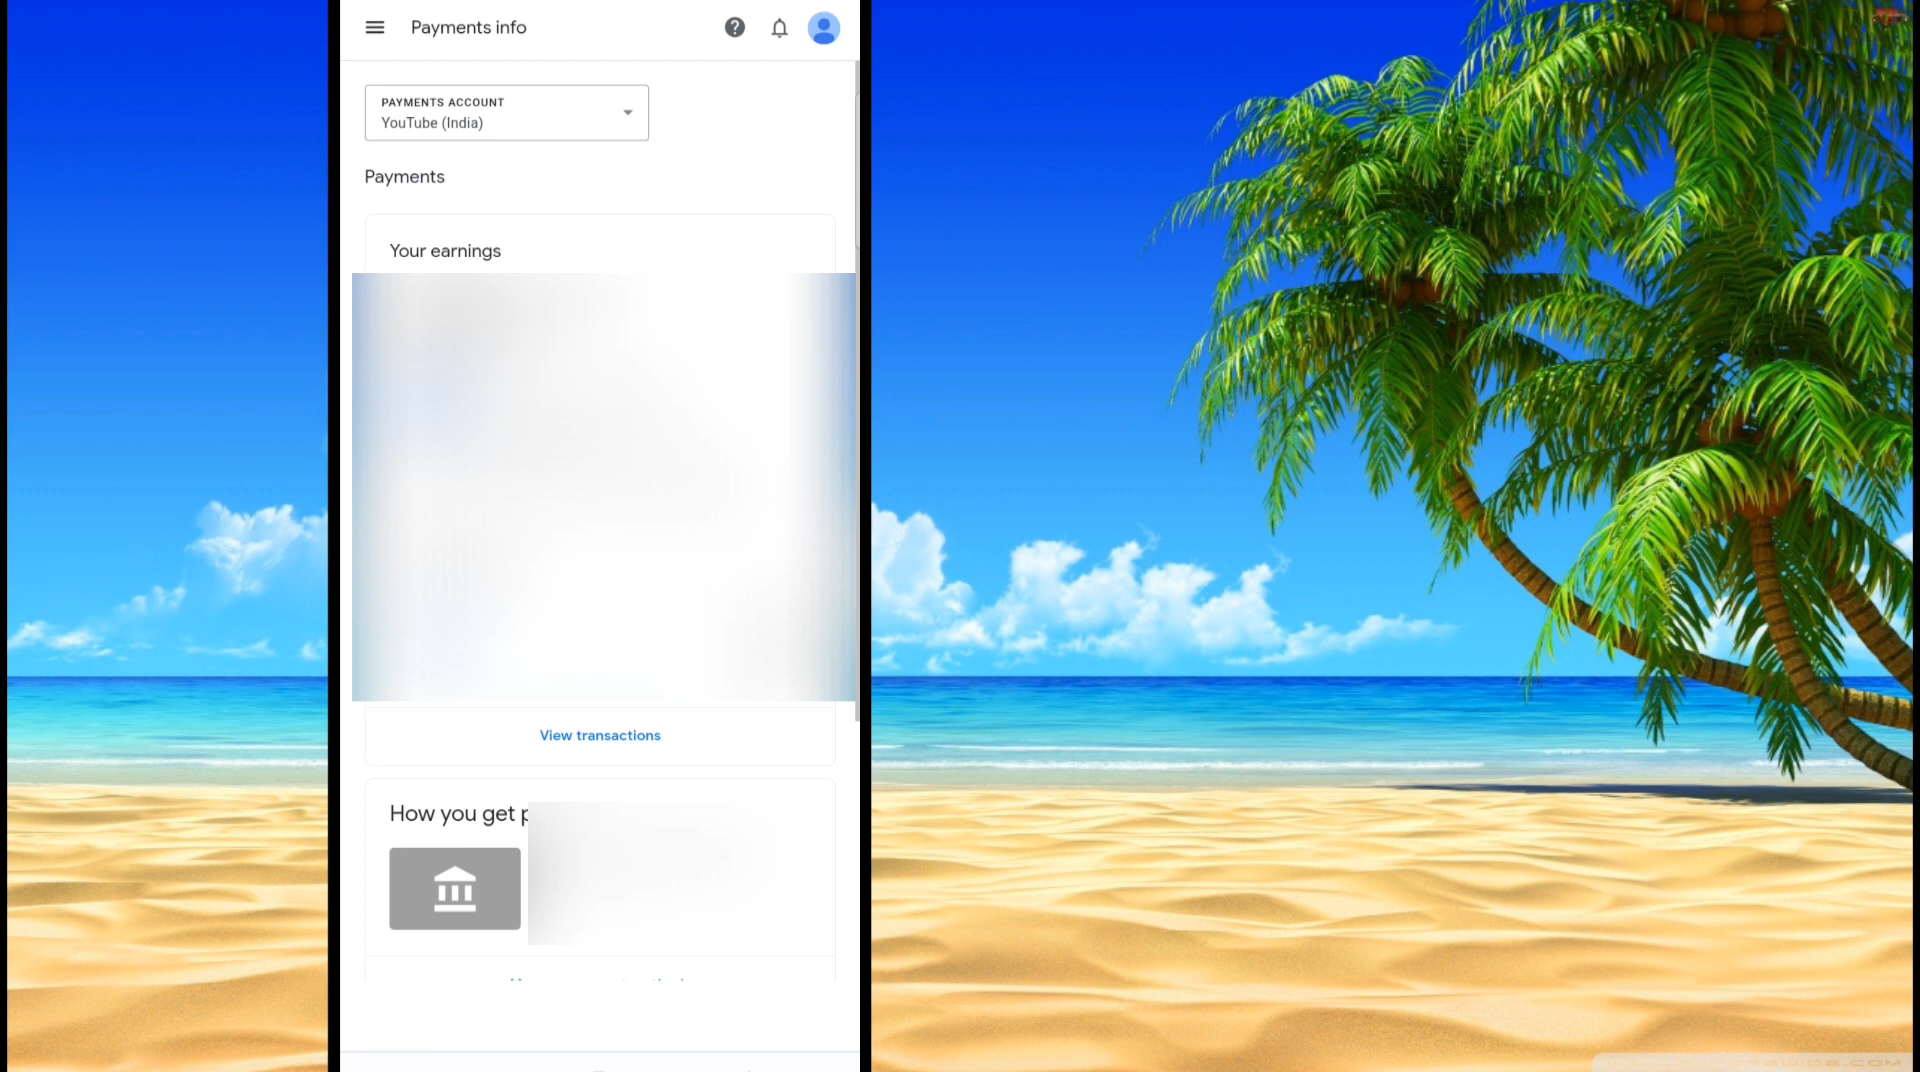 Payments info
PAYMENTS ACCOUNT
YouTube (India)
Payments
Your earnings
View transactions
How you get